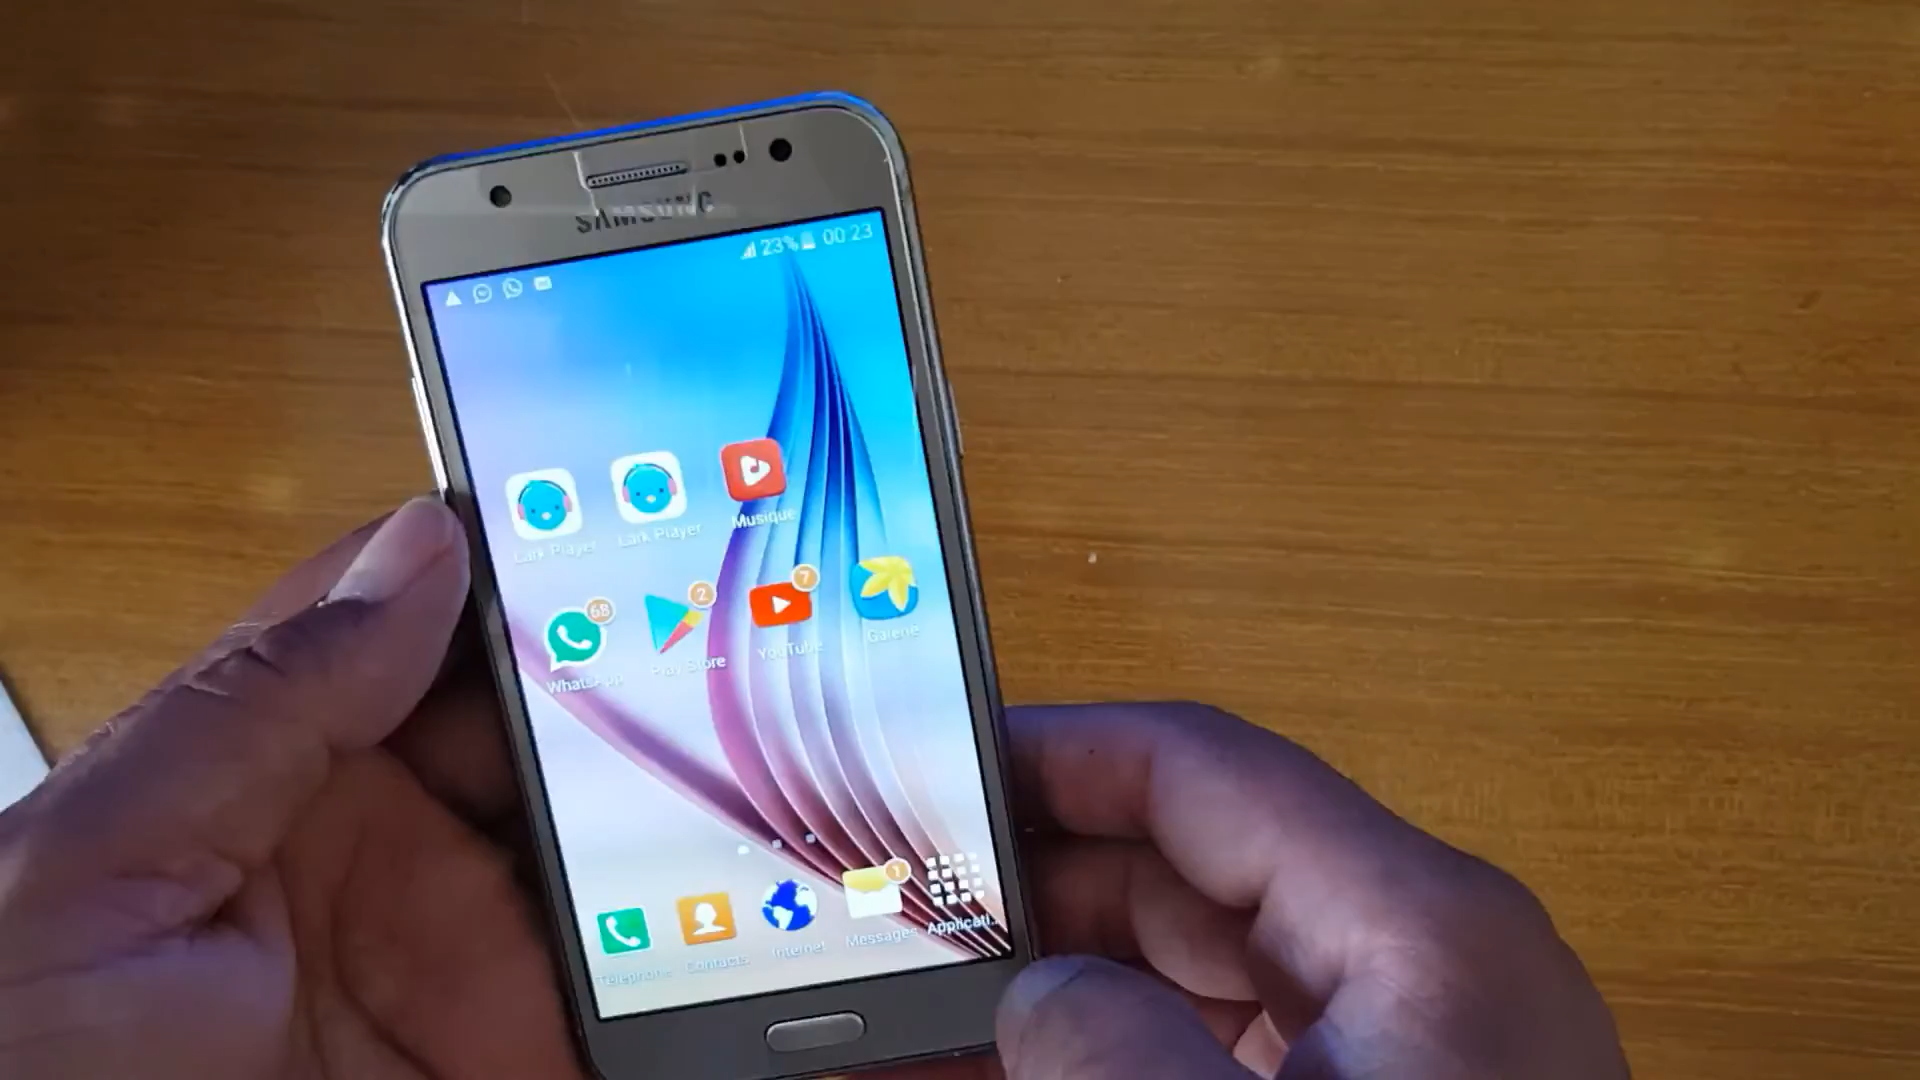 SAMSUNG
23% 00:23
Lark Player
Lark Player
Musique
68
2
7
WhatsApp
Play Store
YouTube
Galerie
1
Téléphone
Contacts
Internet
Messages
Applicati...